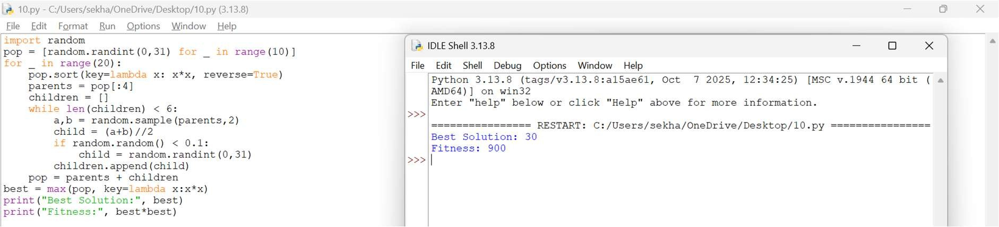 10.py - C:/Users/sekha/OneDrive/Desktop/10.py (3.13.8)
File Edit Format Run Options Window Help
import random
pop = [random.randint(0,31) for _ in range(10)]
for _ in range(20):
    pop.sort(key=lambda x: x*x, reverse=True)
    parents = pop[:4]
    children = []
    while len(children) < 6:
        a,b = random.sample(parents,2)
        child = (a+b)//2
        if random.random() < 0.1:
            child = random.randint(0,31)
        children.append(child)
    pop = parents + children
best = max(pop, key=lambda x:x*x)
print("Best Solution:", best)
print("Fitness:", best*best)
IDLE Shell 3.13.8
File Edit Shell Debug Options Window Help
Python 3.13.8 (tags/v3.13.8:a15ae61, Oct  7 2025, 12:34:25) [MSC v.1944 64 bit (
AMD64)] on win32
Enter "help" below or click "Help" above for more information.
>>>
================ RESTART: C:/Users/sekha/OneDrive/Desktop/10.py ================
Best Solution: 30
Fitness: 900
>>>